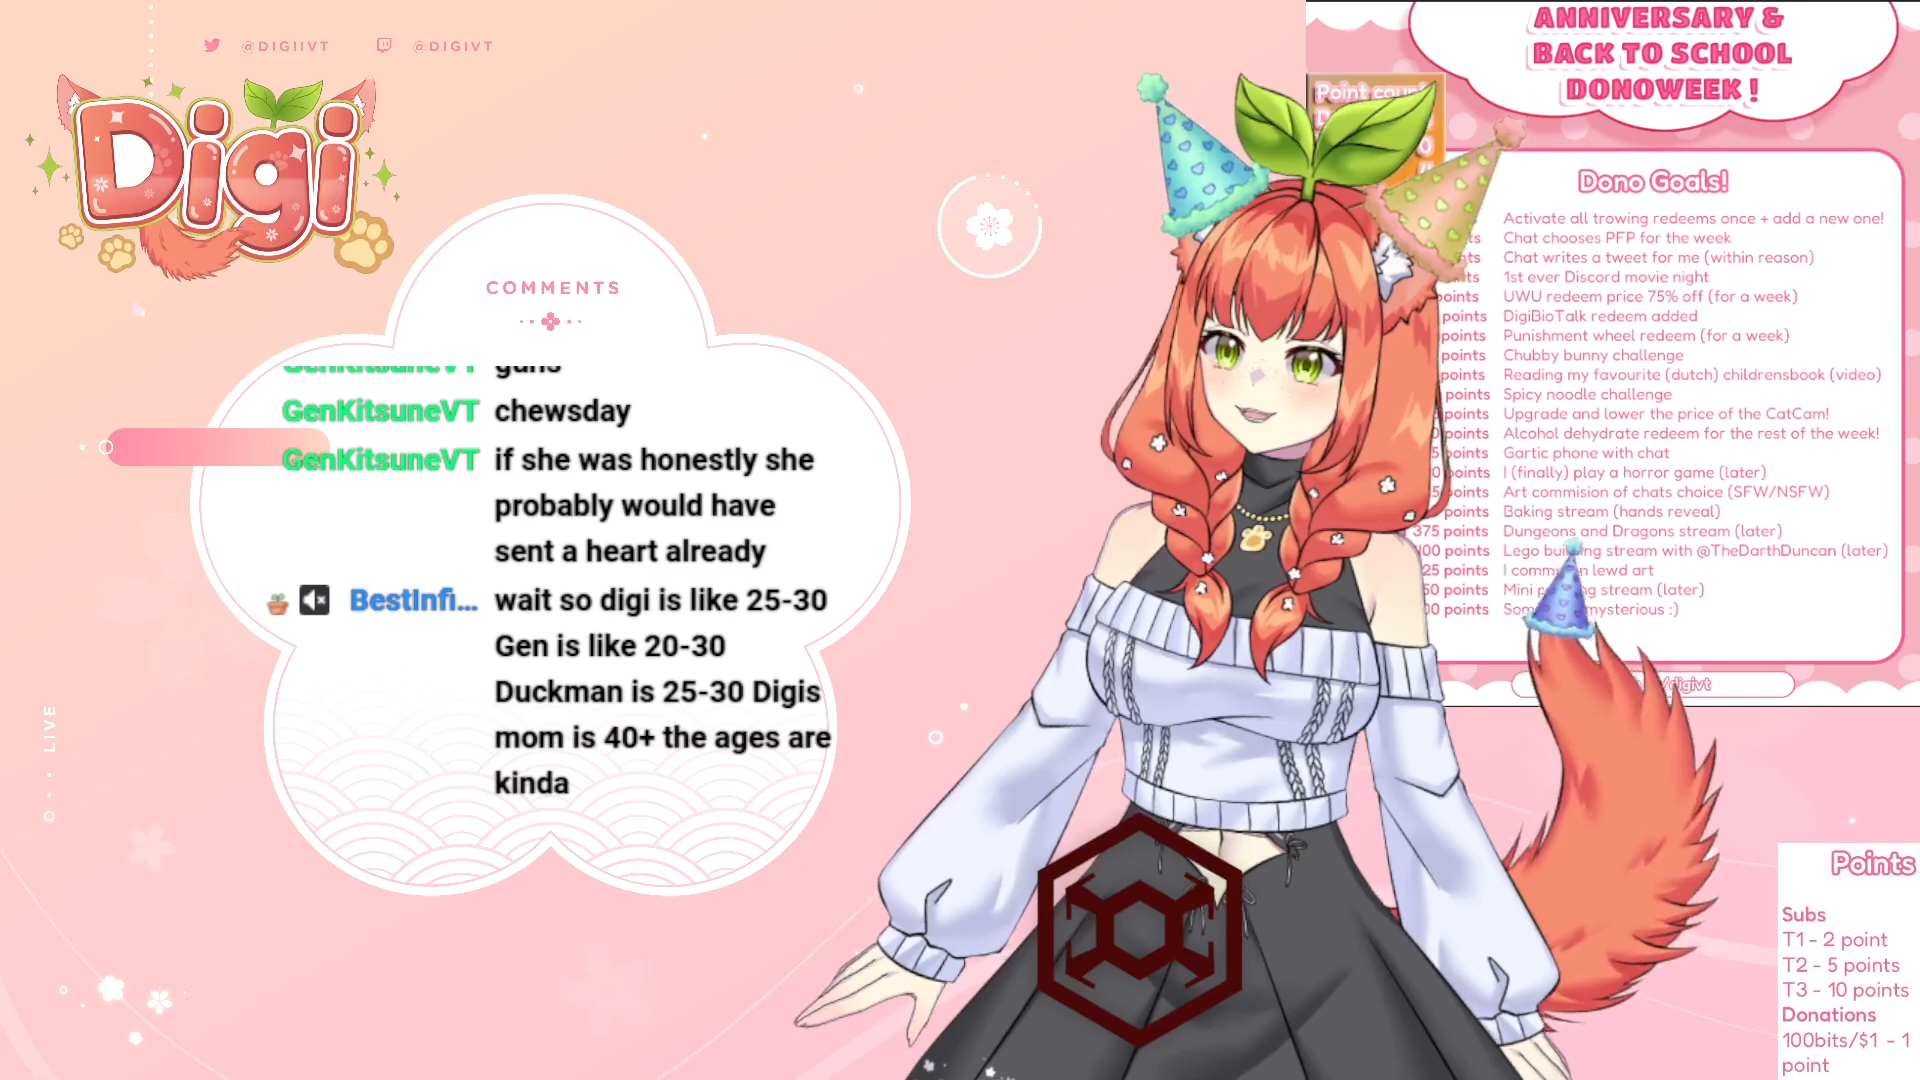 @DIGIIVT @DIGIVT
Digi
COMMENTS
GenKitsuneVT guns
GenKitsuneVT chewsday
GenKitsuneVT if she was honestly she
probably would have
sent a heart already
BestInfi... wait so digi is like 25-30
Gen is like 20-30
Duckman is 25-30 Digis
mom is 40+ the ages are
kinda
LIVE
ANNIVERSARY &
BACK TO SCHOOL
DONOWEEK !
Point
Dono Goals!
Activate all trowing redeems once + add a new one!
Chat chooses PFP for the week
Chat writes a tweet for me (within reason)
1st ever Discord movie night
points UWU redeem price 75% off (for a week)
points DigiBioTalk redeem added
points Punishment wheel redeem (for a week)
points Chubby bunny challenge
points Reading my favourite (dutch) childrensbook (video)
points Spicy noodle challenge
points Upgrade and lower the price of the CatCam!
points Alcohol dehydrate redeem for the rest of the week!
points Gartic phone with chat
points I (finally) play a horror game (later)
points Art commision of chats choice (SFW/NSFW)
points Baking stream (hands reveal)
375 points Dungeons and Dragons stream (later)
points Lego building stream with @TheDarthDuncan (later)
points I commission lewd art
points Mini stream (later)
points mysterious :)
/digivt
Points
Subs
T1 - 2 point
T2 - 5 points
T3 - 10 points
Donations
100bits/$1 - 1
point